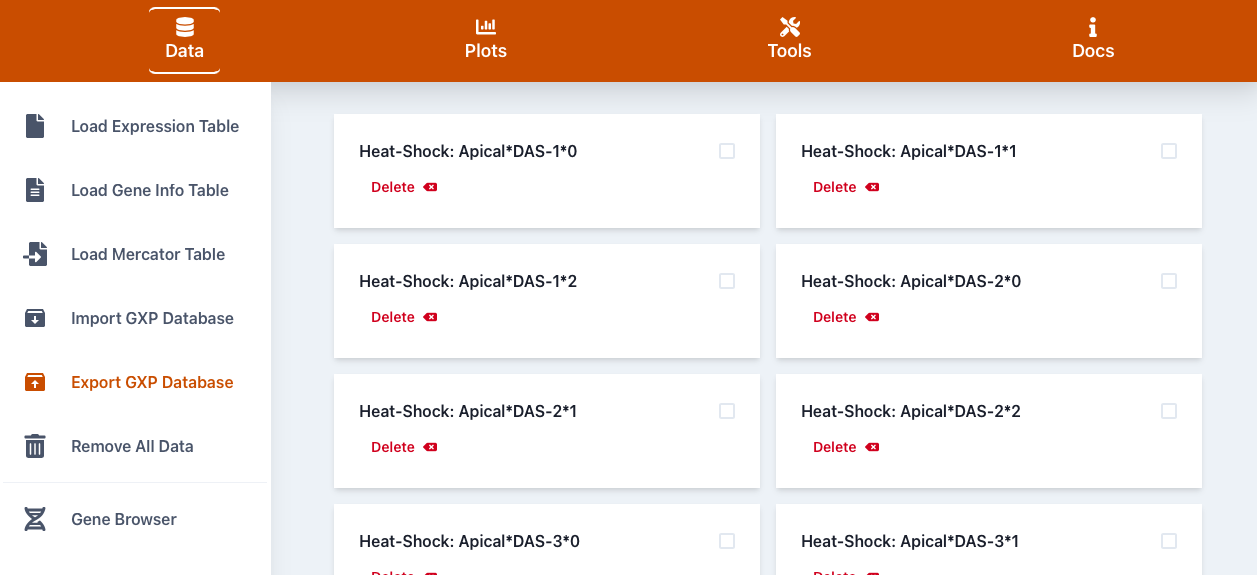 Data
Plots
Tools
Docs
Load Expression Table
Load Gene Info Table
Load Mercator Table
Import GXP Database
Export GXP Database
Remove All Data
Gene Browser
Heat-Shock: Apical*DAS-1*0
Delete
Heat-Shock: Apical*DAS-1*1
Delete
Heat-Shock: Apical*DAS-1*2
Delete
Heat-Shock: Apical*DAS-2*0
Delete
Heat-Shock: Apical*DAS-2*1
Delete
Heat-Shock: Apical*DAS-2*2
Delete
Heat-Shock: Apical*DAS-3*0
Delete
Heat-Shock: Apical*DAS-3*1
Delete